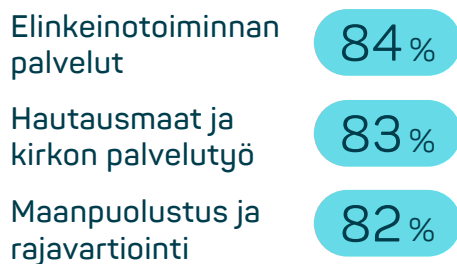 Elinkeinotoiminnan
palvelut
84 %
Hautausmaat ja
kirkon palvelutyö
83 %
Maanpuolustus ja
rajavartiointi
82 %